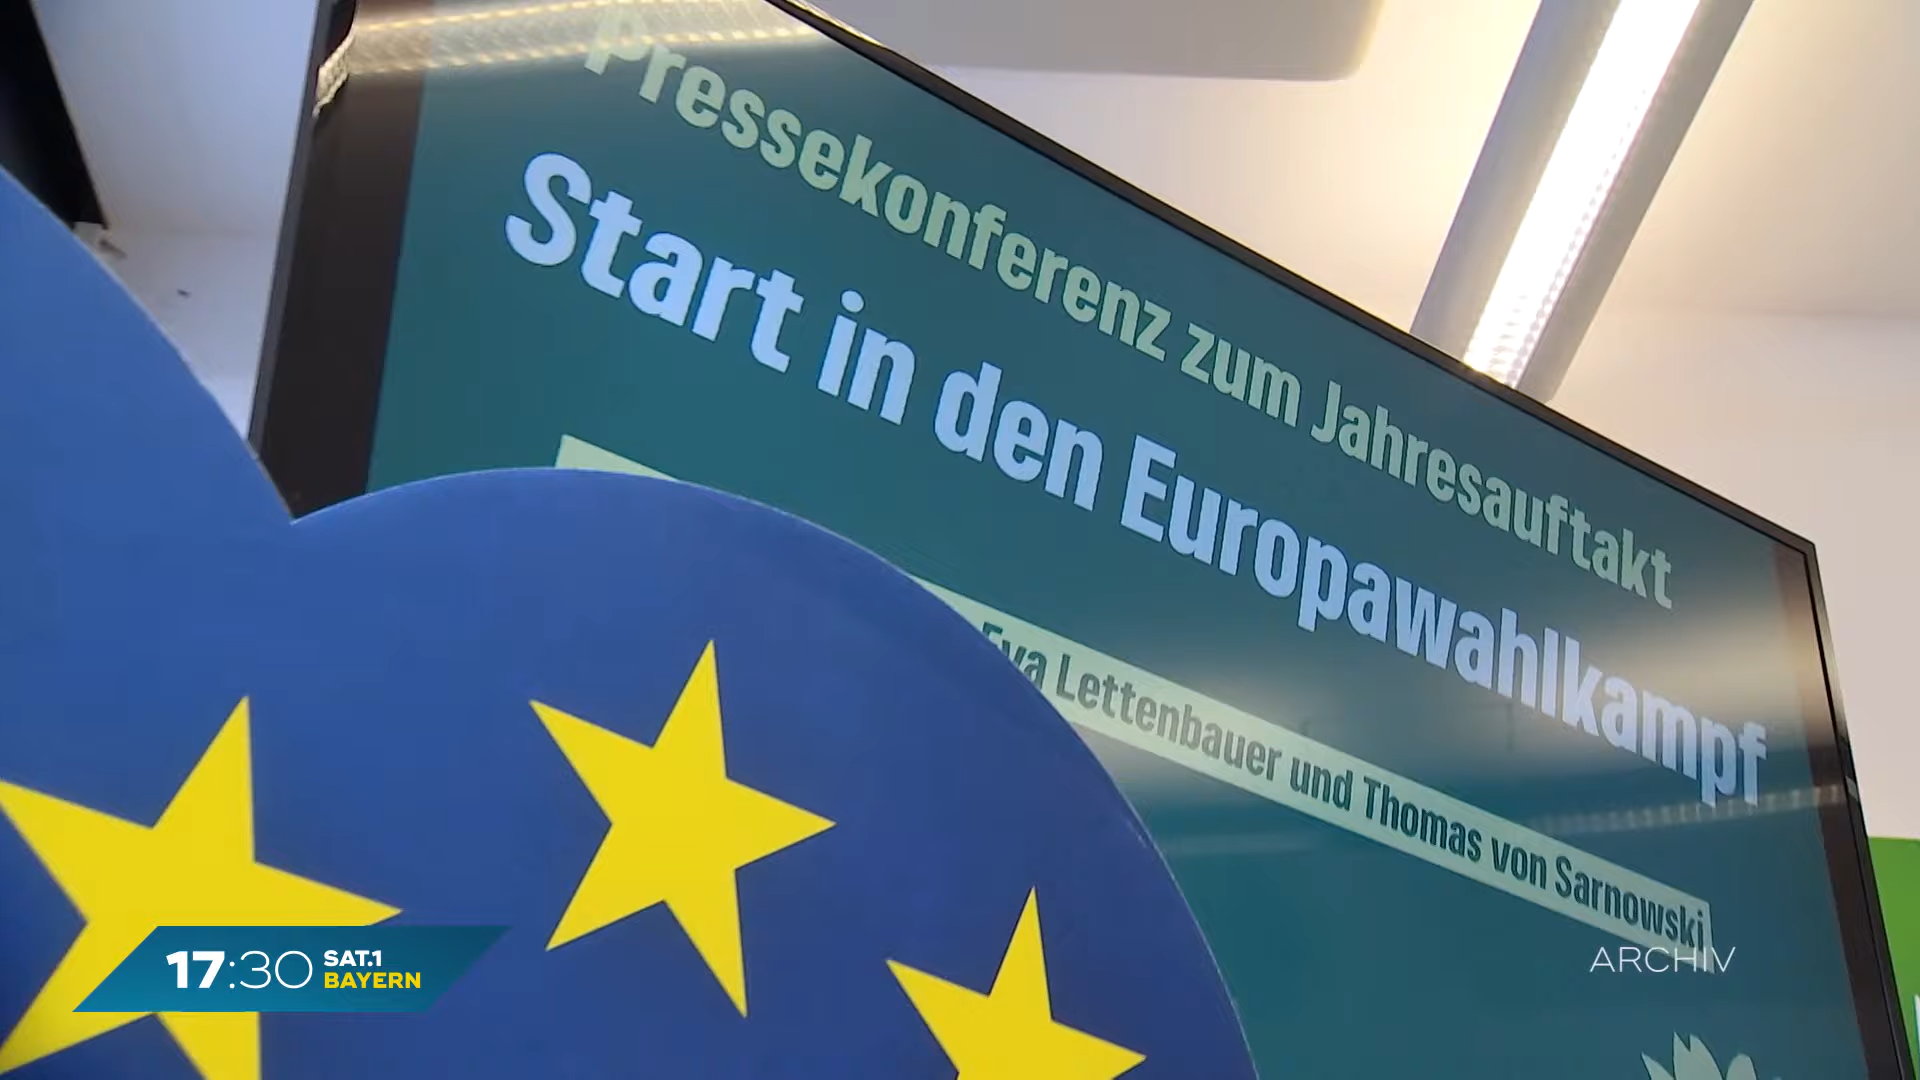 Pressekonferenz zum Jahresauftakt
Start in den Europawahlkampf
Eva Lettenbauer und Thomas von Sarnowski
ARCHIV
17:30 SAT.1
BAYERN